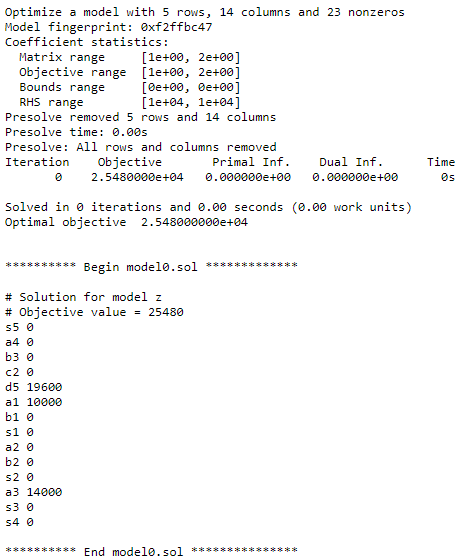 Optimize a model with 5 rows, 14 columns and 23 nonzeros
Model fingerprint: 0xf2ffbc47
Coefficient statistics:
  Matrix range     [1e+00, 2e+00]
  Objective range  [1e+00, 2e+00]
  Bounds range     [0e+00, 0e+00]
  RHS range        [1e+04, 1e+04]
Presolve removed 5 rows and 14 columns
Presolve time: 0.00s
Presolve: All rows and columns removed
Iteration    Objective       Primal Inf.    Dual Inf.      Time
       0    2.5480000e+04   0.000000e+00   0.000000e+00      0s

Solved in 0 iterations and 0.00 seconds (0.00 work units)
Optimal objective  2.548000000e+04

********** Begin model0.sol *************

# Solution for model z
# Objective value = 25480
s5 0
a4 0
b3 0
c2 0
d5 19600
a1 10000
b1 0
s1 0
a2 0
b2 0
s2 0
a3 14000
s3 0
s4 0

********** End model0.sol ***************